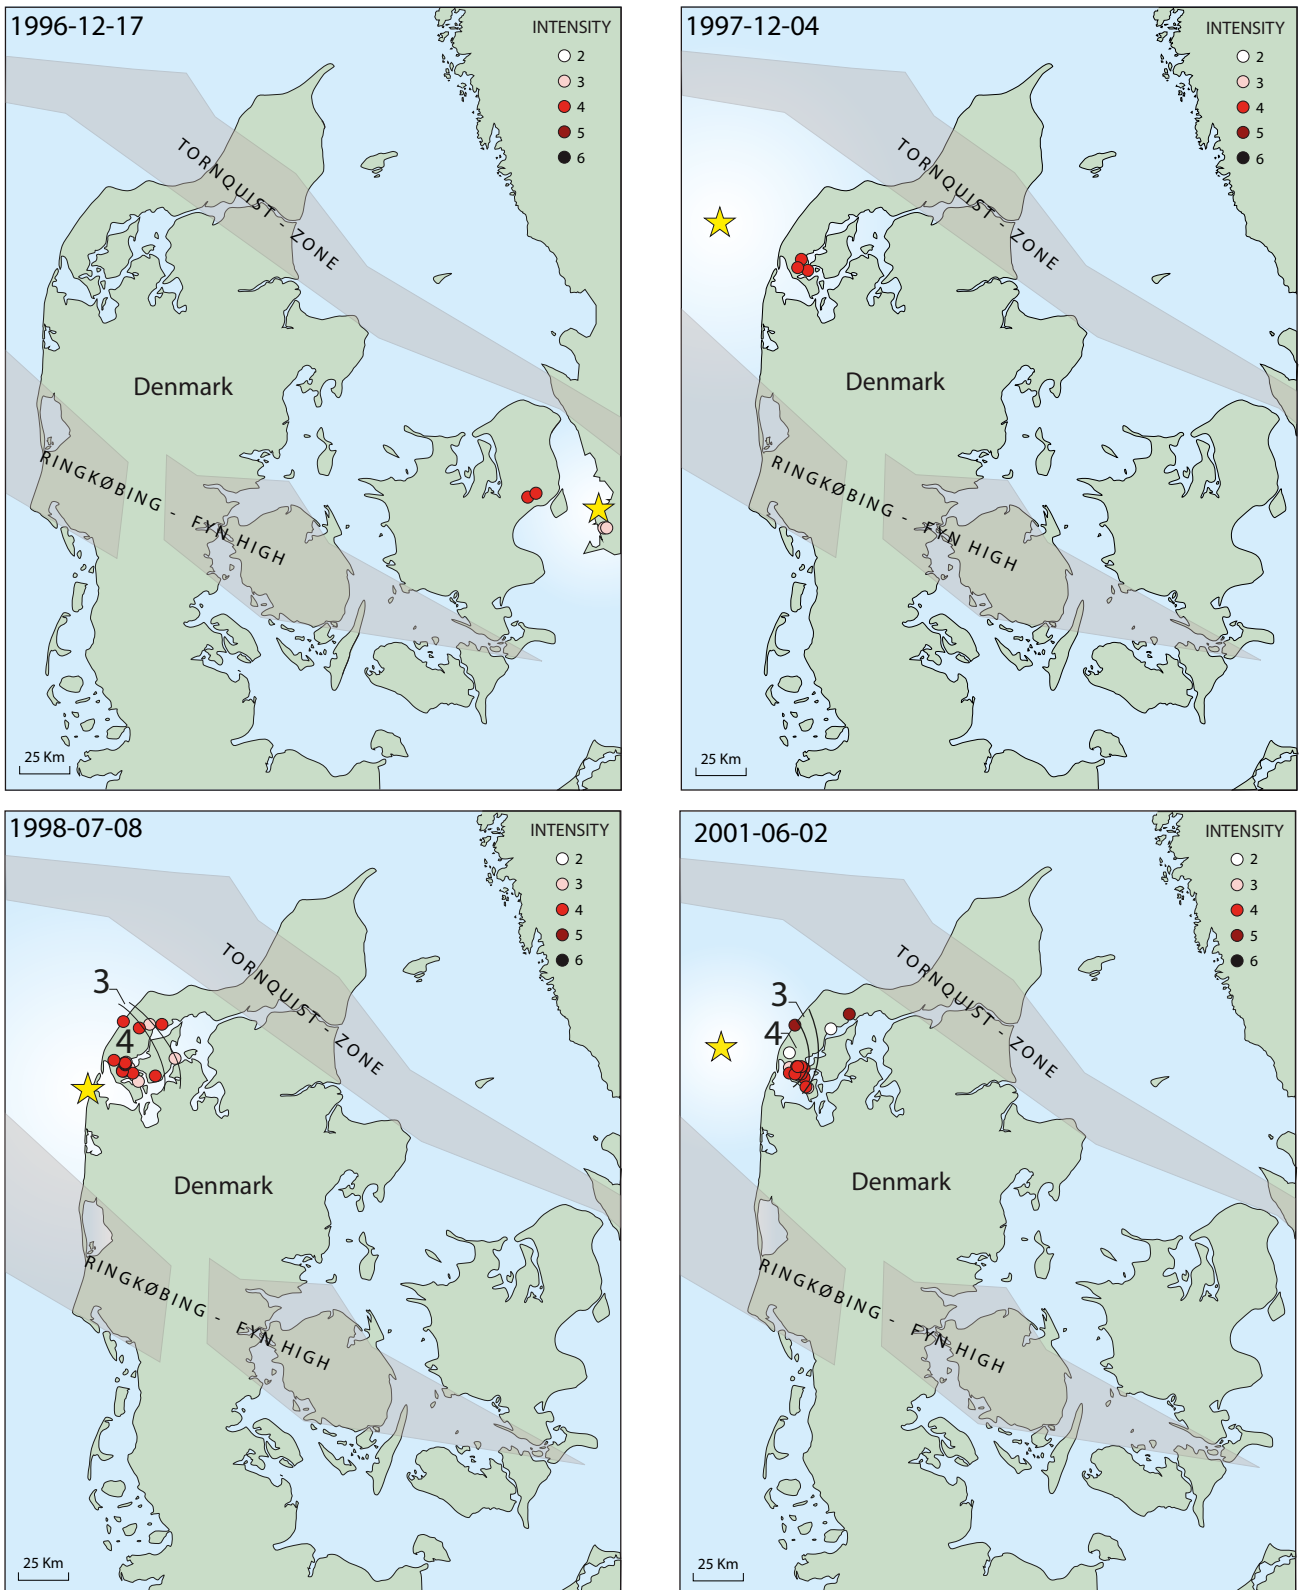 1996-12-17
INTENSITY
2
3
4
5
6
TORNQUIST - ZONE
Denmark
RINGKØBING - FYN HIGH
25 Km
1997-12-04
INTENSITY
2
3
4
5
6
TORNQUIST - ZONE
Denmark
RINGKØBING - FYN HIGH
25 Km
1998-07-08
INTENSITY
2
3
4
5
6
TORNQUIST - ZONE
3
4
Denmark
RINGKØBING - FYN HIGH
25 Km
2001-06-02
INTENSITY
2
3
4
5
6
TORNQUIST - ZONE
3
4
Denmark
RINGKØBING - FYN HIGH
25 Km